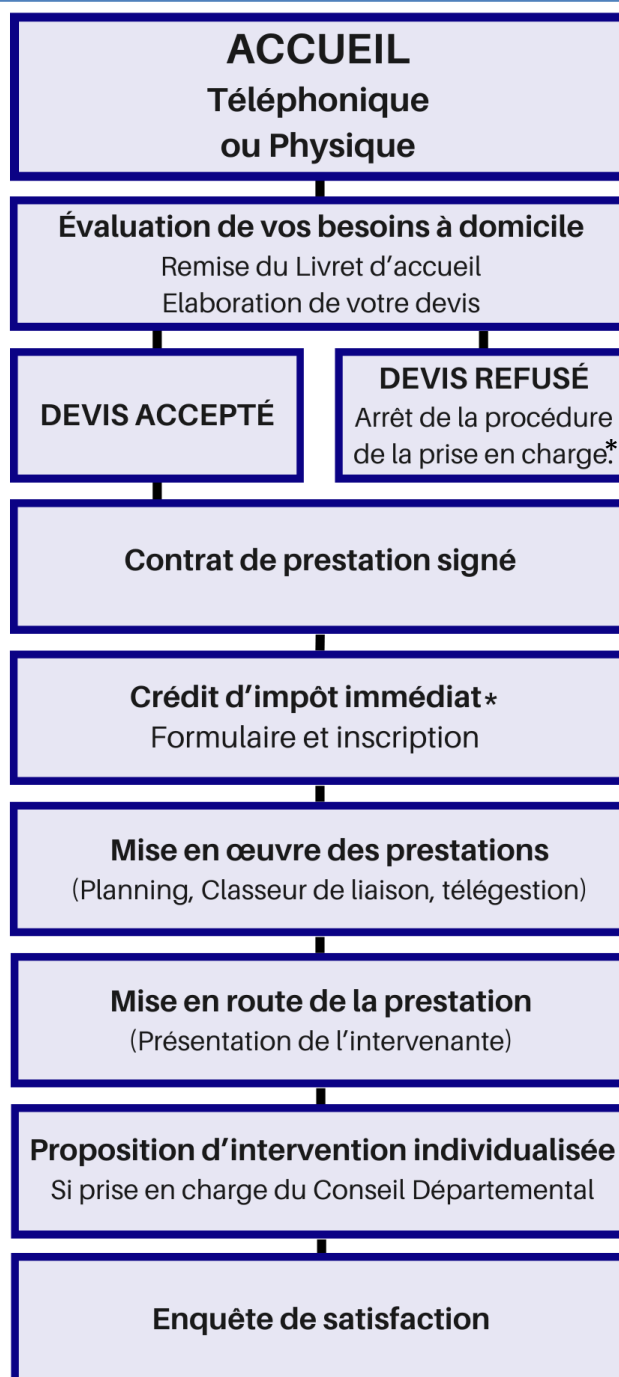 ACCUEIL
Téléphonique
ou Physique
Évaluation de vos besoins à domicile
Remise du Livret d’accueil
Elaboration de votre devis
DEVIS ACCEPTÉ
DEVIS REFUSÉ
Arrêt de la procédure
de la prise en charge.*
Contrat de prestation signé
Crédit d’impôt immédiat*
Formulaire et inscription
Mise en œuvre des prestations
(Planning, Classeur de liaison, télégestion)
Mise en route de la prestation
(Présentation de l’intervenante)
Proposition d’intervention individualisée
Si prise en charge du Conseil Départemental
Enquête de satisfaction